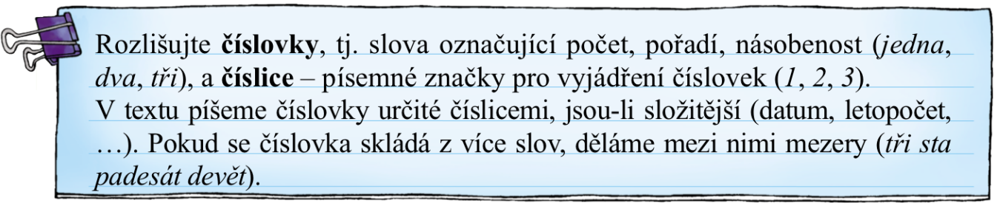 Rozlišujte číslovky, tj. slova označující počet, pořadí, násobenost (jedna,
dva, tři), a číslice – písemné značky pro vyjádření číslovek (1, 2, 3).
V textu píšeme číslovky určité číslicemi, jsou-li složitější (datum, letopočet,
…). Pokud se číslovka skládá z více slov, děláme mezi nimi mezery (tři sta
padesát devět).